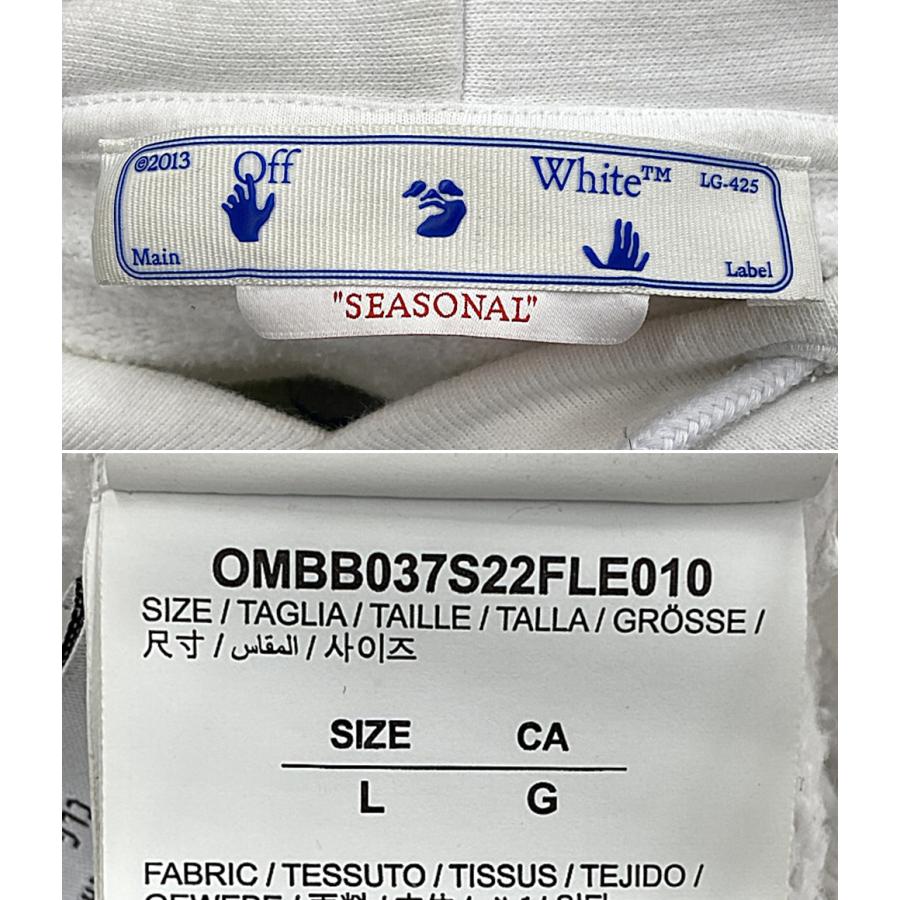 ©2013 Off White™ LG-425
Main Label
"SEASONAL"
OMBB037S22FLE010
SIZE / TAGLIA / TAILLE / TALLA / GRÖSSE /
尺寸 / المقاس / 사이즈
SIZE CA
L G
FABRIC / TESSUTO / TISSUS / TEJIDO /